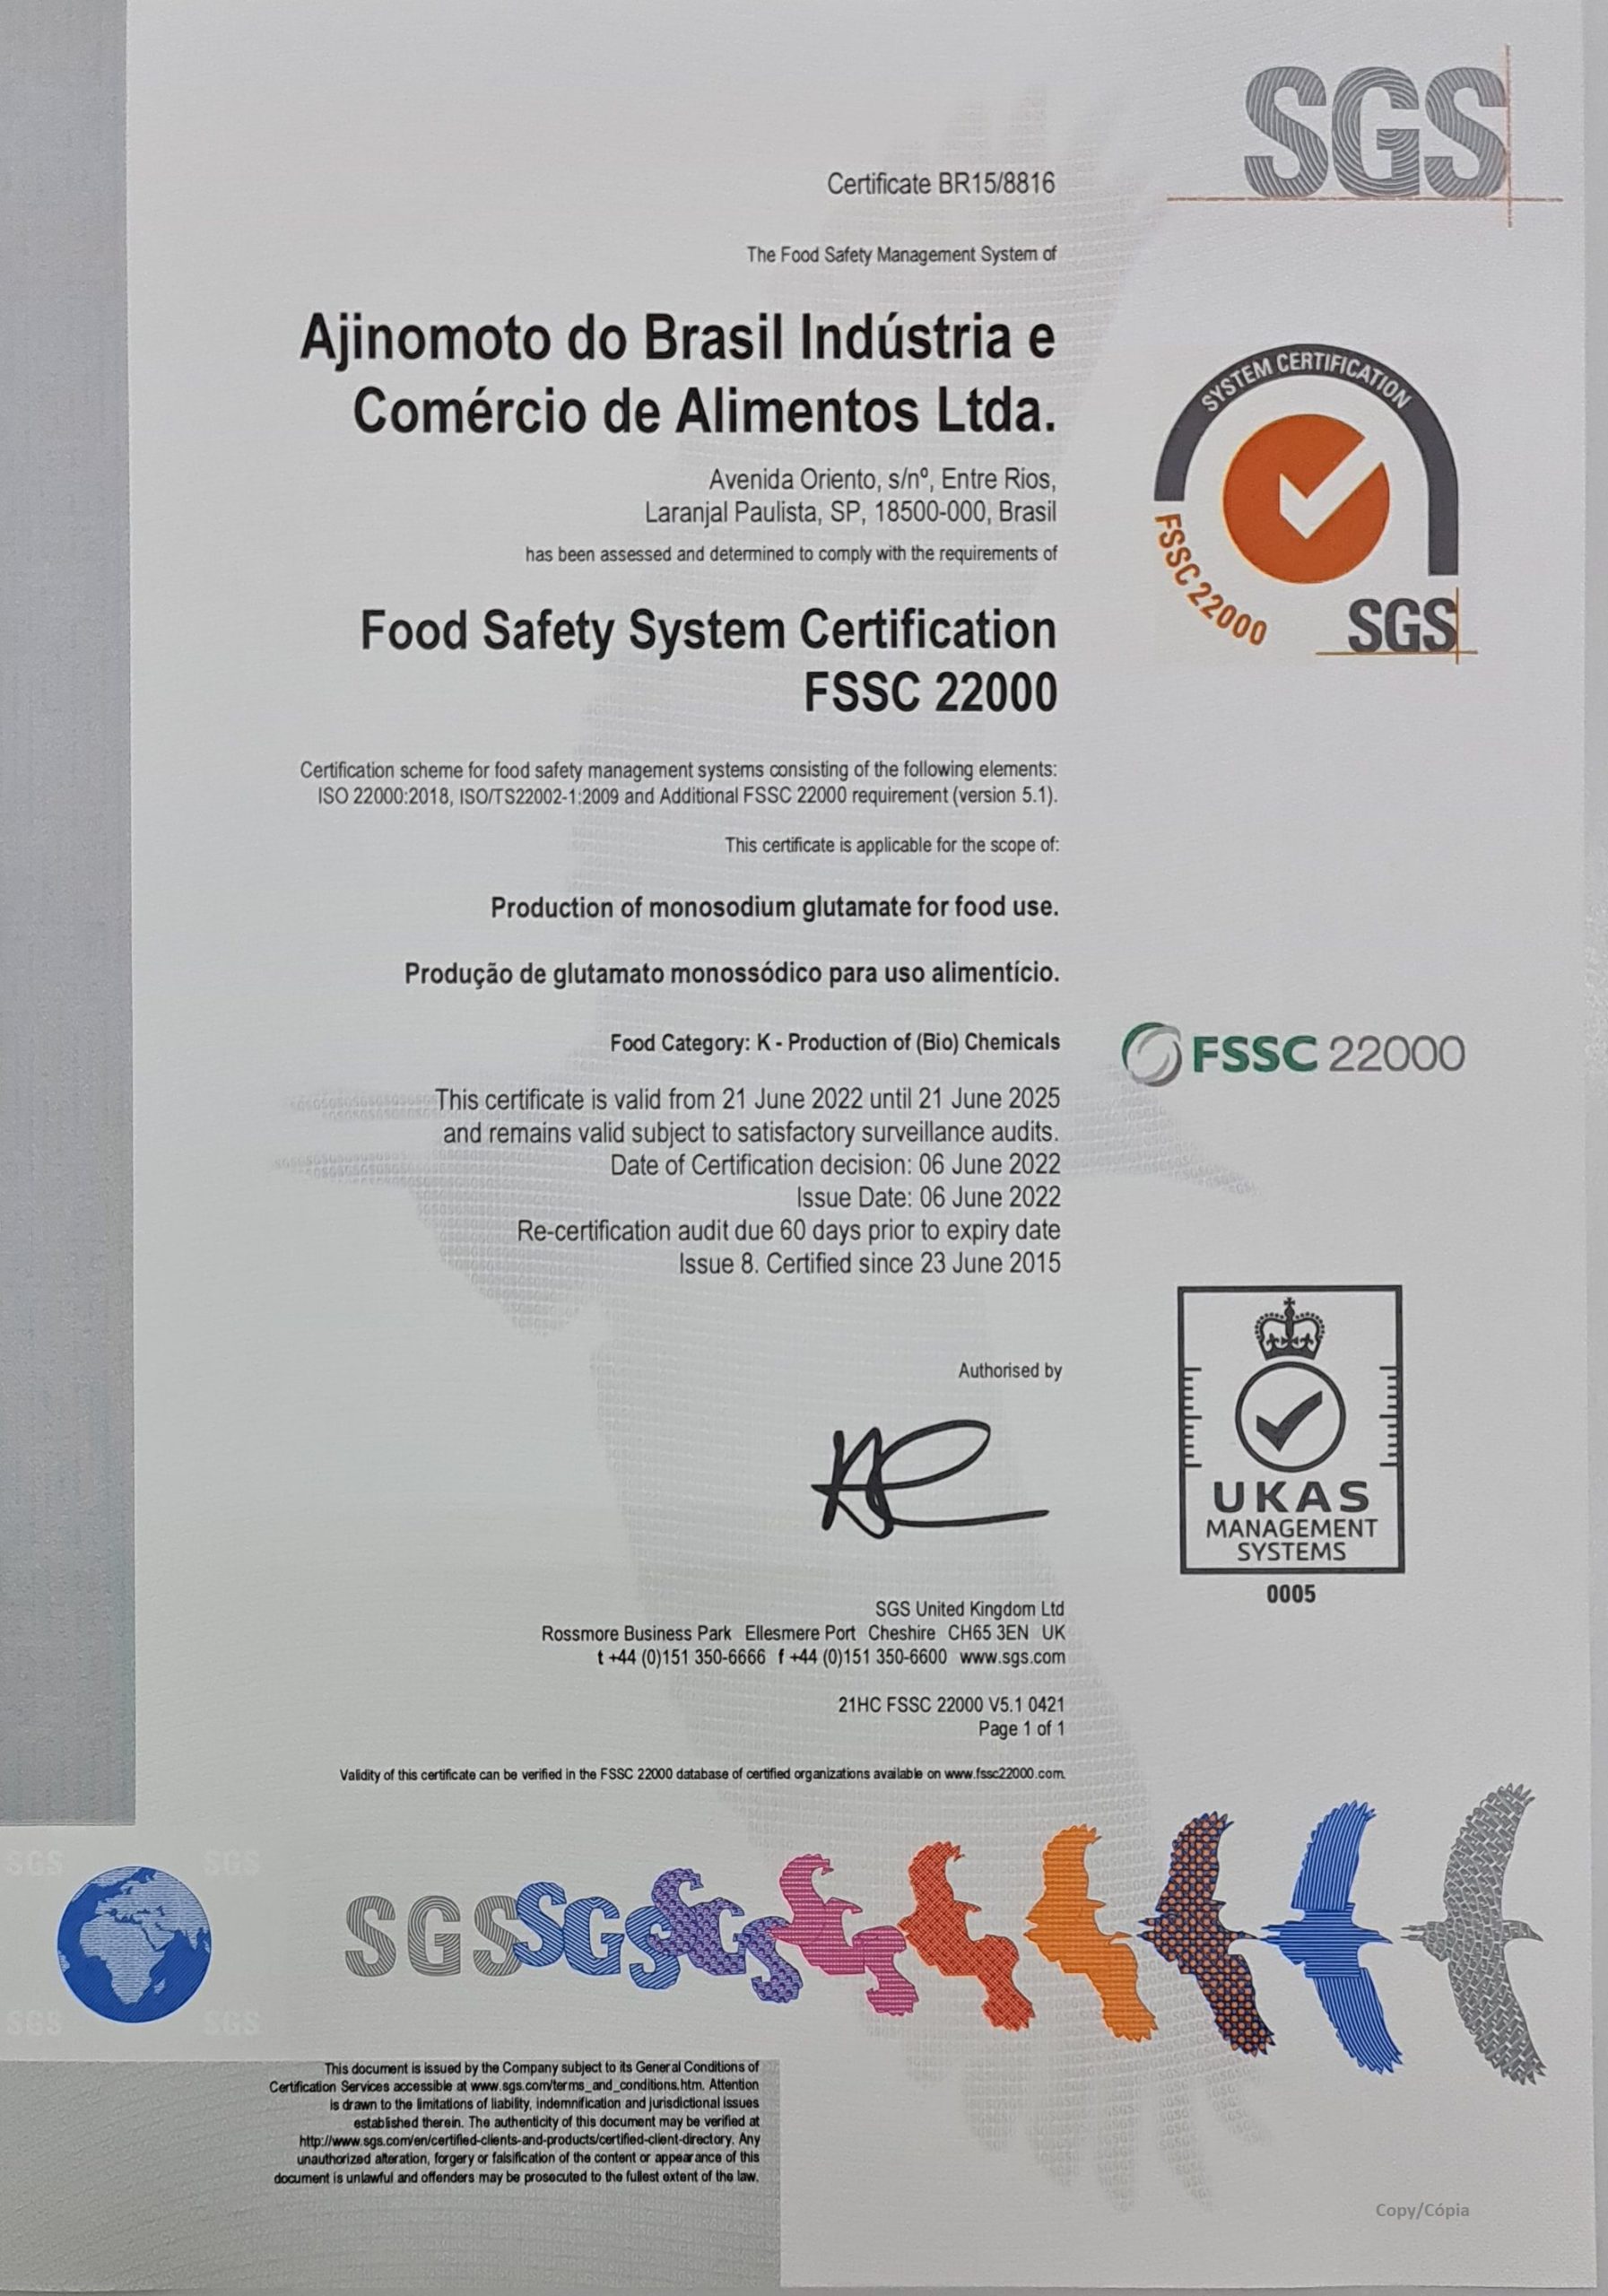 SGS
Certificate BR15/8816
The Food Safety Management System of
Ajinomoto do Brasil Indústria e
Comércio de Alimentos Ltda.
Avenida Oriento, s/nº, Entre Rios,
Laranjal Paulista, SP, 18500-000, Brasil
has been assessed and determined to comply with the requirements of
SYSTEM CERTIFICATION
FSSC 22000
SGS
Food Safety System Certification
FSSC 22000
Certification scheme for food safety management systems consisting of the following elements:
ISO 22000:2018, ISO/TS22002-1:2009 and Additional FSSC 22000 requirement (version 5.1).
This certificate is applicable for the scope of:
Production of monosodium glutamate for food use.
Produção de glutamato monossódico para uso alimentício.
Food Category: K - Production of (Bio) Chemicals
FSSC 22000
This certificate is valid from 21 June 2022 until 21 June 2025
and remains valid subject to satisfactory surveillance audits.
Date of Certification decision: 06 June 2022
Issue Date: 06 June 2022
Re-certification audit due 60 days prior to expiry date
Issue 8. Certified since 23 June 2015
Authorised by
UKAS
MANAGEMENT
SYSTEMS
0005
SGS United Kingdom Ltd
Rossmore Business Park Ellesmere Port Cheshire CH65 3EN UK
t +44 (0)151 350-6666 f +44 (0)151 350-6600 www.sgs.com
21HC FSSC 22000 V5.1 0421
Page 1 of 1
Validity of this certificate can be verified in the FSSC 22000 database of certified organizations available on www.fssc22000.com.
SGS SGS
SGS SGS SGS
SGS SGS
This document is issued by the Company subject to its General Conditions of
Certification Services accessible at www.sgs.com/terms_and_conditions.htm. Attention
is drawn to the limitations of liability, indemnification and jurisdictional issues
established therein. The authenticity of this document may be verified at
http://www.sgs.com/en/certified-clients-and-products/certified-client-directory. Any
unauthorized alteration, forgery or falsification of the content or appearance of this
document is unlawful and offenders may be prosecuted to the fullest extent of the law.
Copy/Cópia